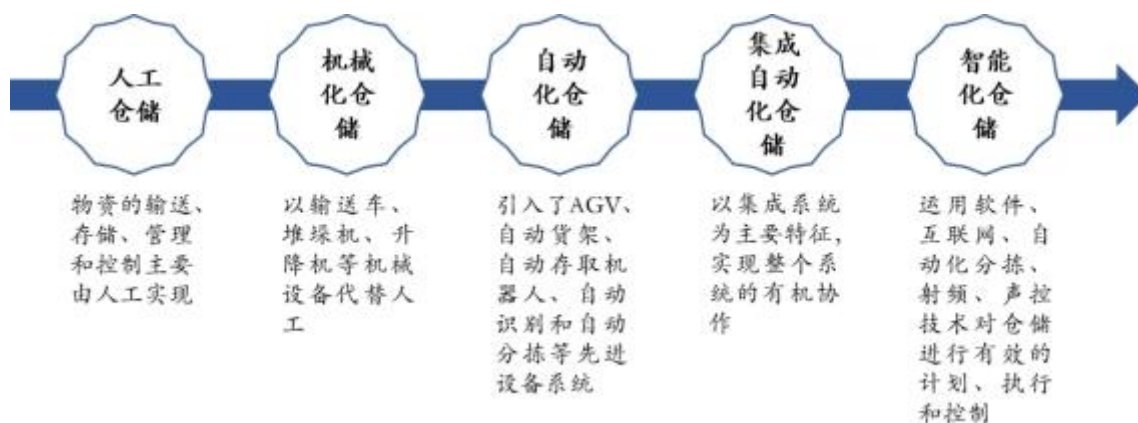 人工
仓储
机械
化仓
储
自动
化仓
储
集成
自动
化仓
储
智能
化仓
储
物资的输送、
存储、管理
和控制主要
由人工实现
以输送车、
堆垛机、升
降机等机械
设备代替人
工
引入了AGV、
自动货架、
自动存取机
器人、自动
识别和自动
分拣等先进
设备系统
以集成系统
为主要特征，
实现整个系
统的有机协
作
运用软件、
互联网、自
动化分拣、
射频、声控
技术对仓储
进行有效的
计划、执行
和控制